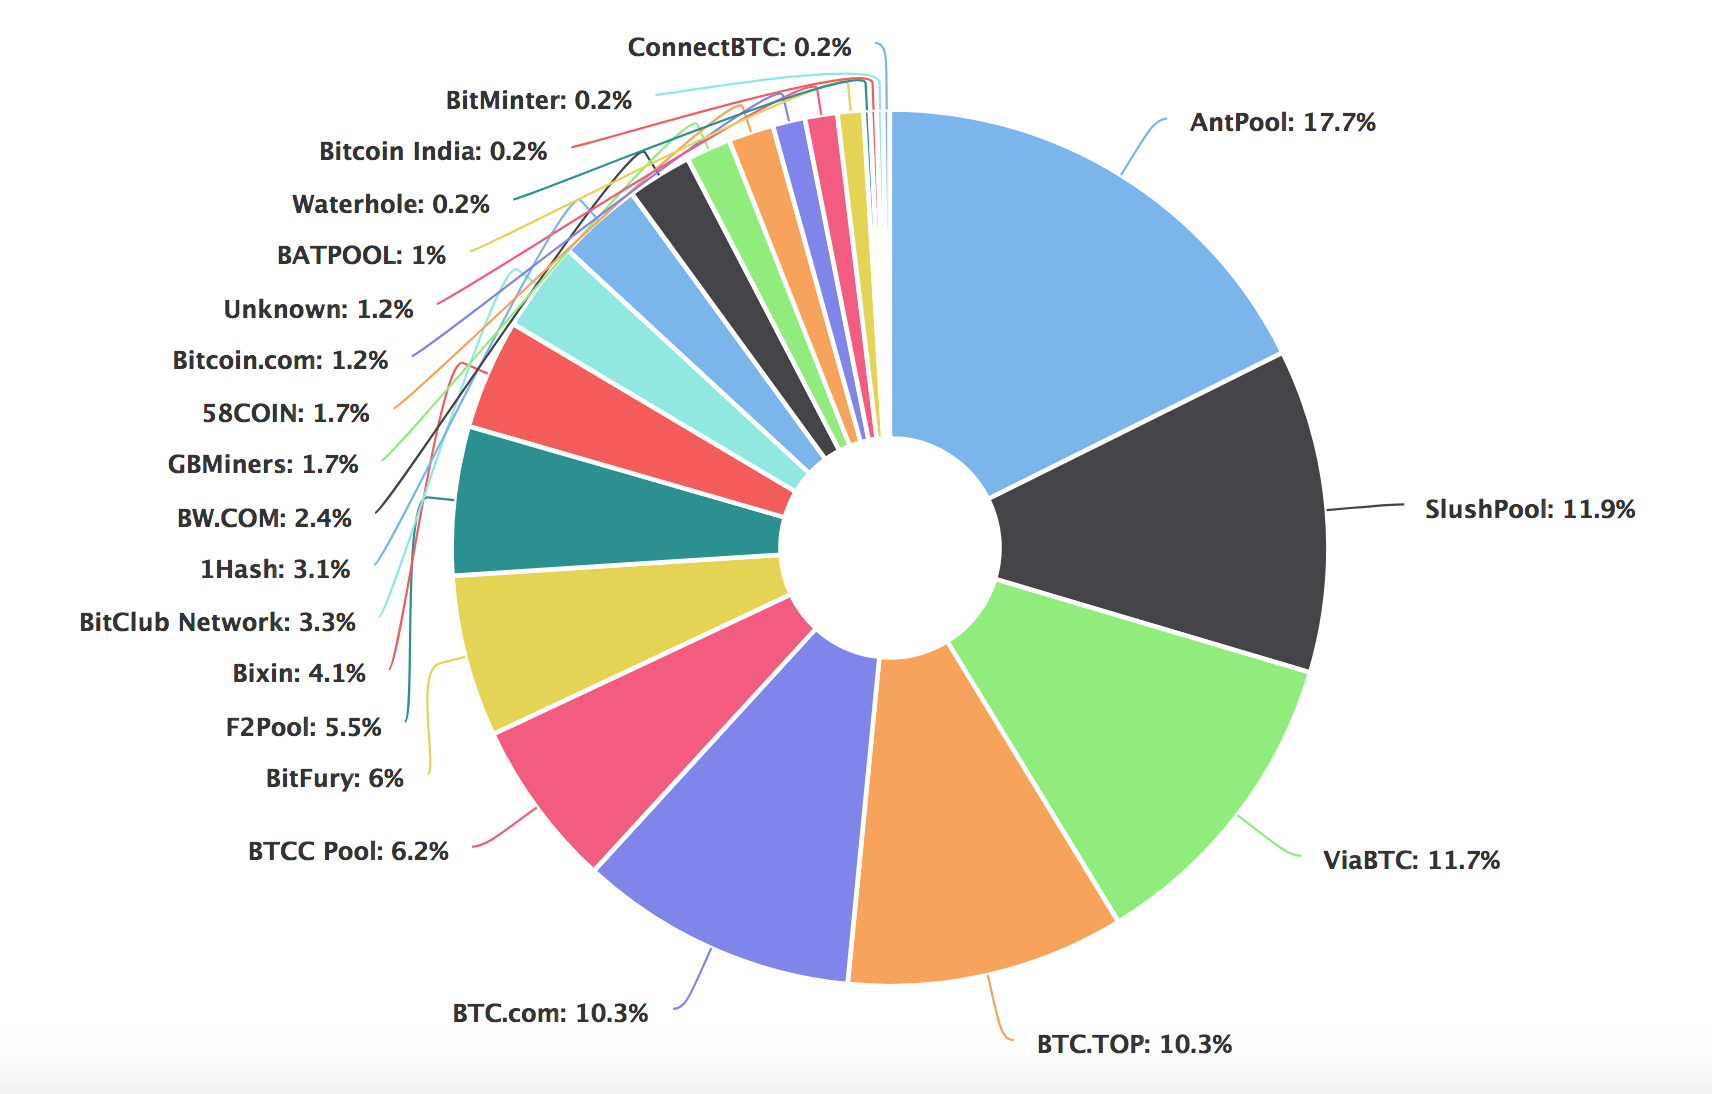 ConnectBTC: 0.2%
BitMinter: 0.2%
AntPool: 17.7%
Bitcoin India: 0.2%
Waterhole: 0.2%
BATPOOL: 1%
Unknown: 1.2%
Bitcoin.com: 1.2%
58COIN: 1.7%
GBMiners: 1.7%
SlushPool: 11.9%
BW.COM: 2.4%
1Hash: 3.1%
BitClub Network: 3.3%
Bixin: 4.1%
F2Pool: 5.5%
BitFury: 6%
BTCC Pool: 6.2%
ViaBTC: 11.7%
BTC.com: 10.3%
BTC.TOP: 10.3%